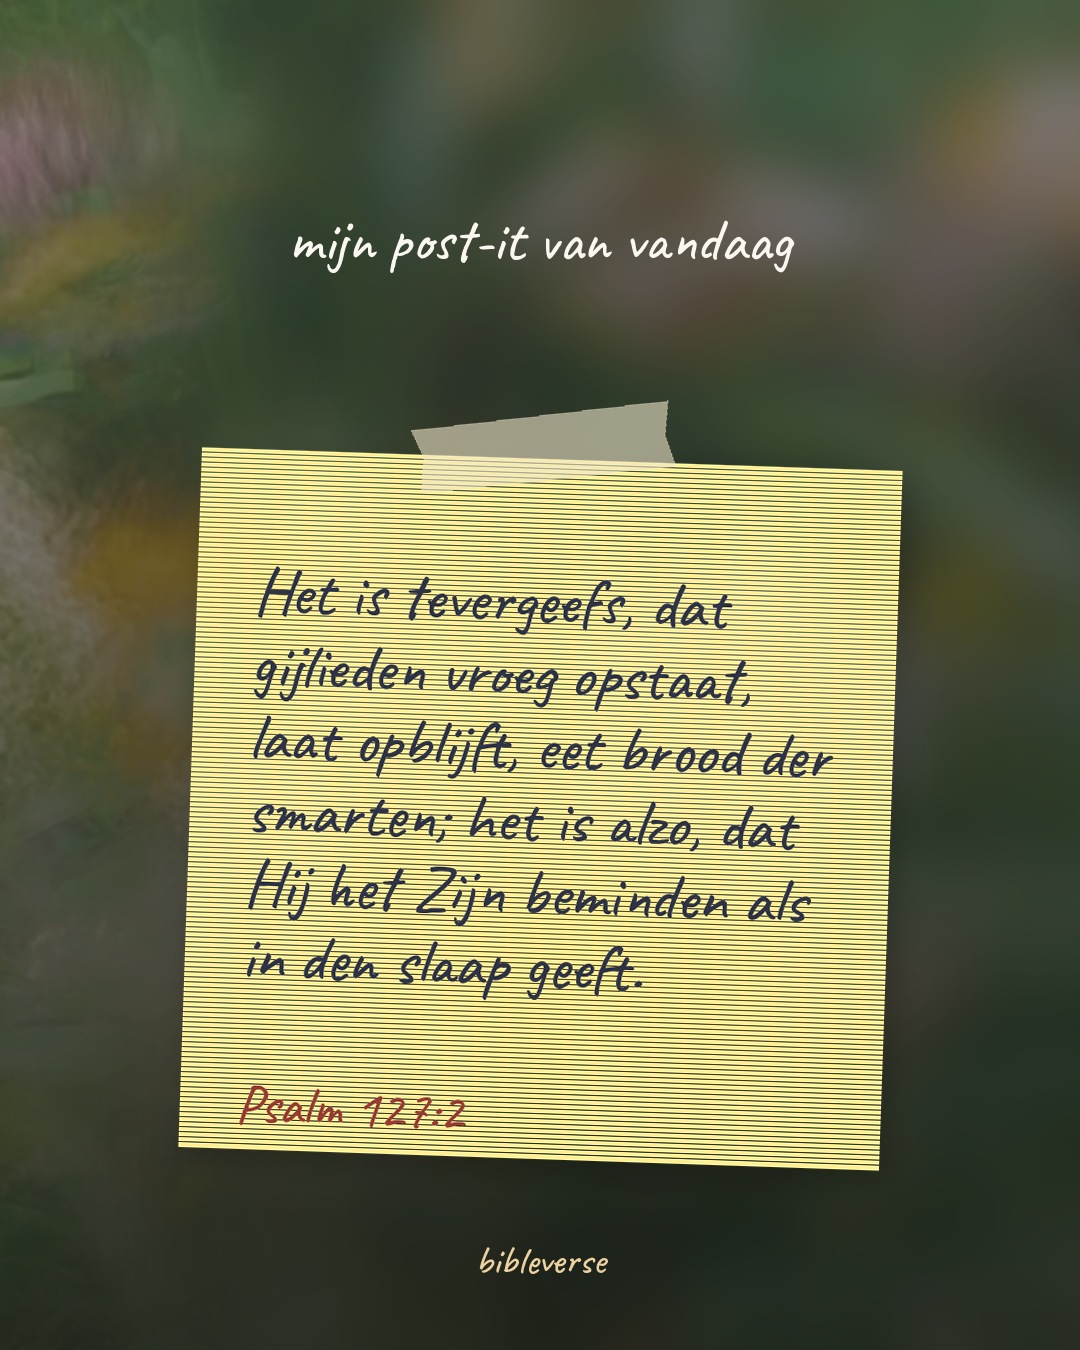 mijn post-it van vandaag
Het is tevergeefs, dat
gijlieden vroeg opstaat,
laat opblijft, eet brood der
smarten; het is alzo, dat
Hij het Zijn beminden als
in den slaap geeft.
Psalm 127:2
bibleverse